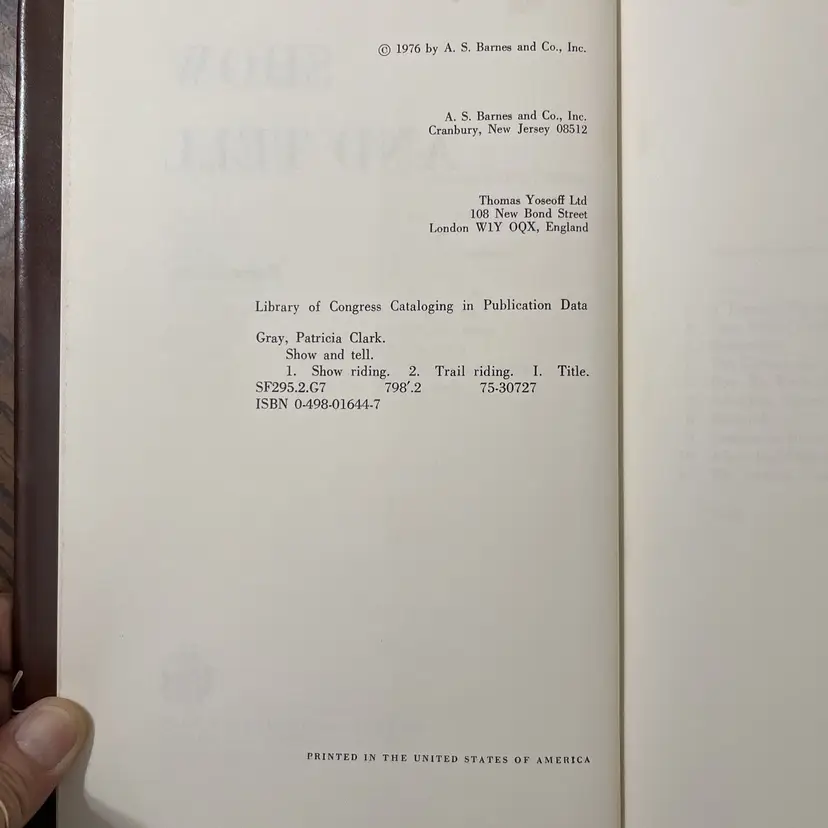 © 1976 by A. S. Barnes and Co., Inc.
A. S. Barnes and Co., Inc.
Cranbury, New Jersey 08512
Thomas Yoseoff Ltd
108 New Bond Street
London W1Y OQX, England
Library of Congress Cataloging in Publication Data
Gray, Patricia Clark.
Show and tell.
1. Show riding. 2. Trail riding. I. Title.
SF295.2.G7 798′.2 75-30727
ISBN 0-498-01644-7
PRINTED IN THE UNITED STATES OF AMERICA